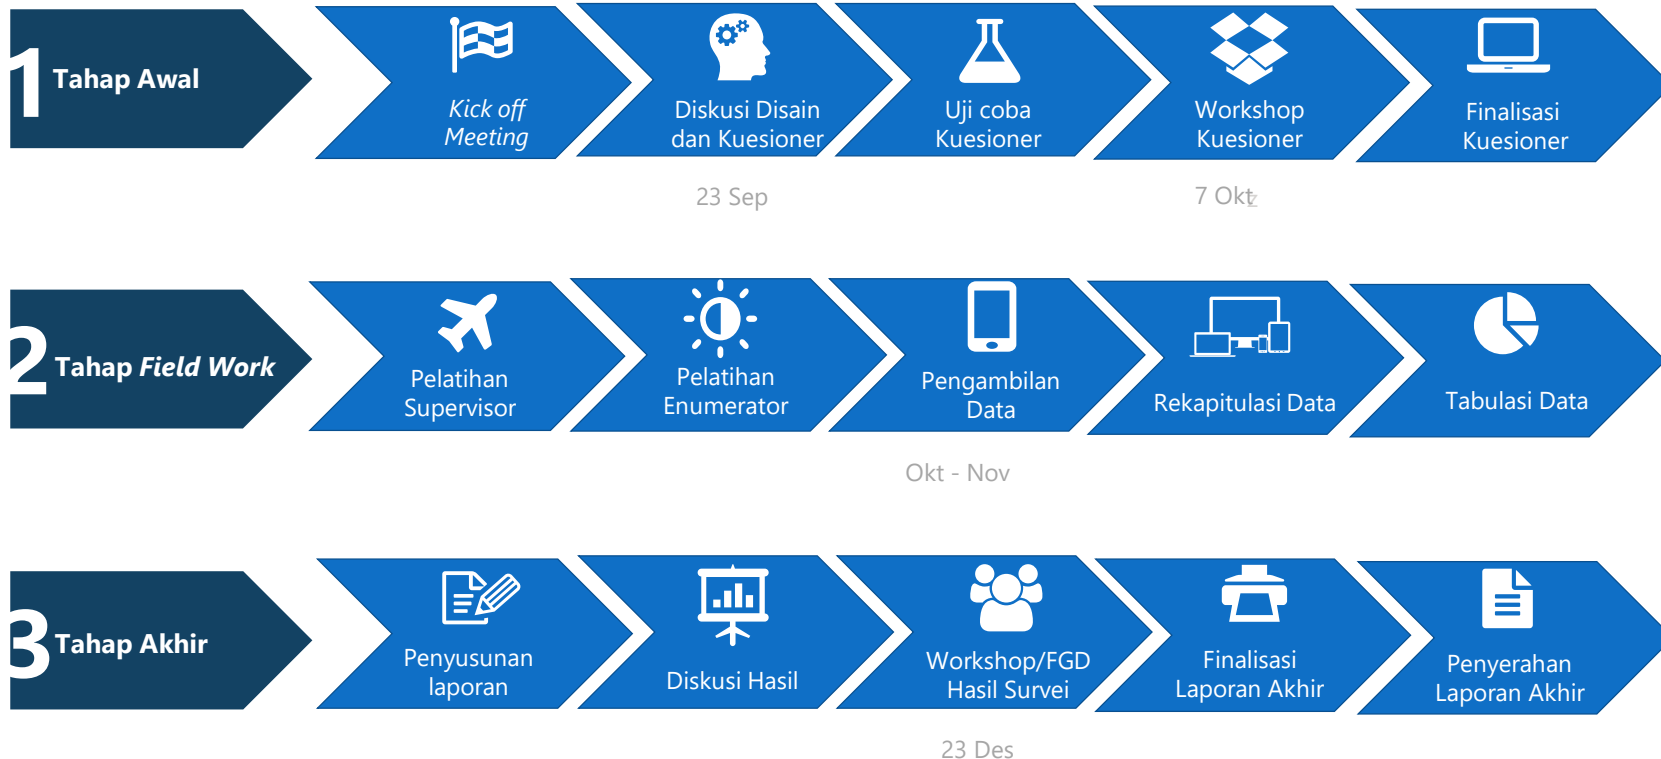 1
Tahap Awal
Kick off
Meeting
Diskusi Disain
dan Kuesioner
Uji coba
Kuesioner
Workshop
Kuesioner
Finalisasi
Kuesioner
23 Sep
7 Okt
z
2
Tahap Field Work
Pelatihan
Supervisor
Pelatihan
Enumerator
Pengambilan
Data
Rekapitulasi Data
Tabulasi Data
Okt - Nov
3
Tahap Akhir
Penyusunan
laporan
Diskusi Hasil
Workshop/FGD
Hasil Survei
Finalisasi
Laporan Akhir
Penyerahan
Laporan Akhir
23 Des